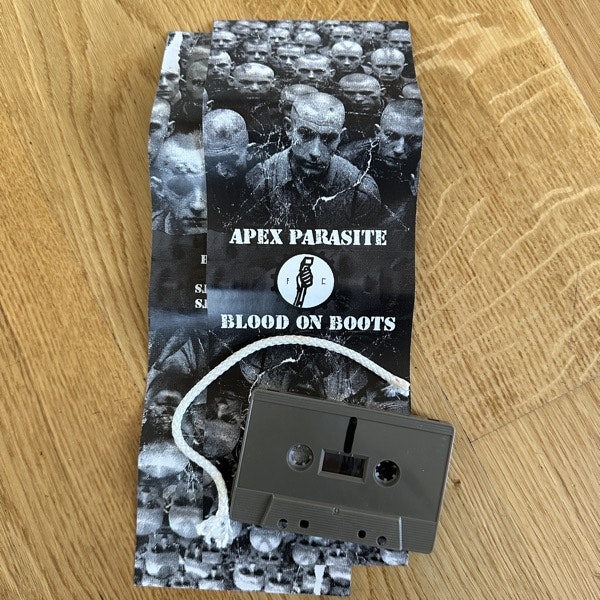 APEX PARASITE
F C
BLOOD ON BOOTS